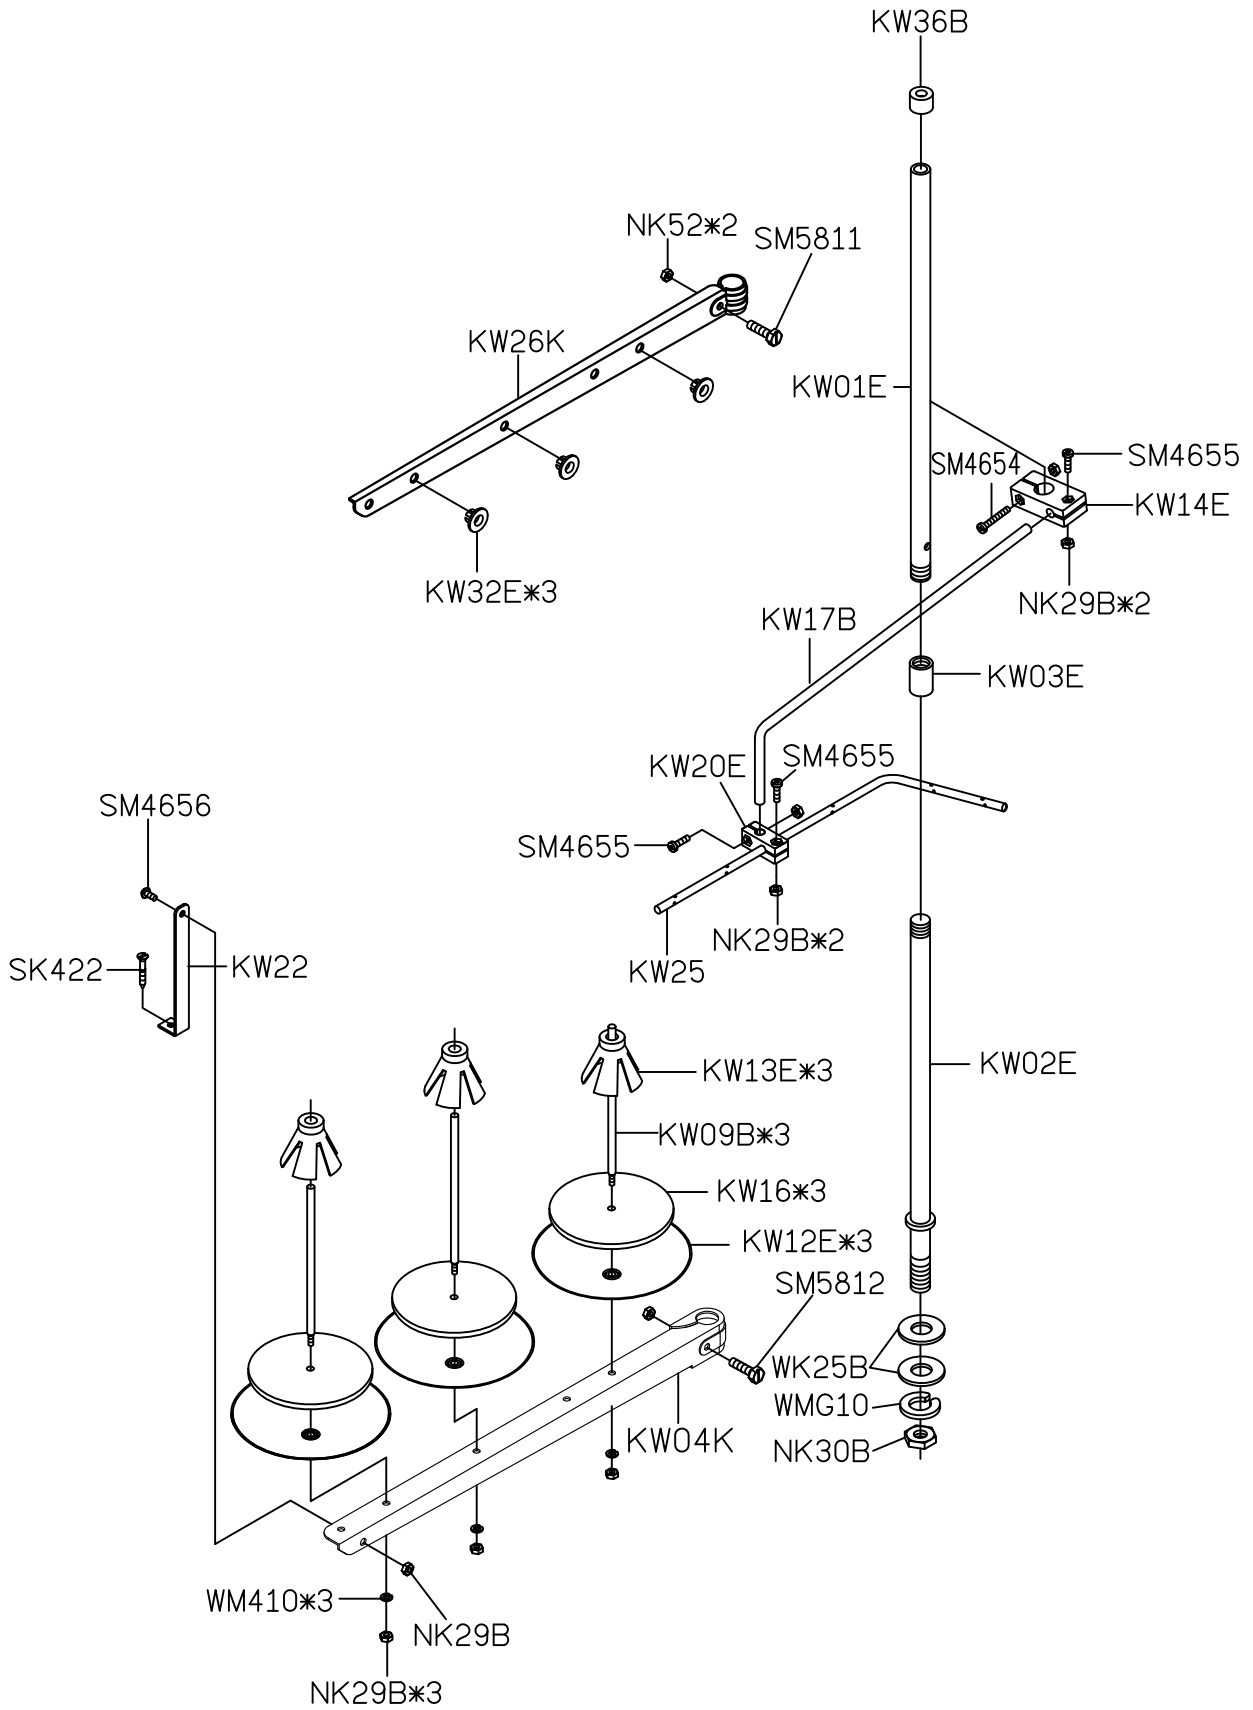 KW36B
NK52*2
SM5811
KW26K
KW01E
SM4654
SM4655
KW14E
KW32E*3
NK29B*2
KW17B
KW03E
KW20E
SM4655
SM4656
SM4655
NK29B*2
SK422
KW22
KW25
KW02E
KW13E*3
KW09B*3
KW16*3
KW12E*3
SM5812
WK25B
WMG10
KW04K
NK30B
WM410*3
NK29B
NK29B*3